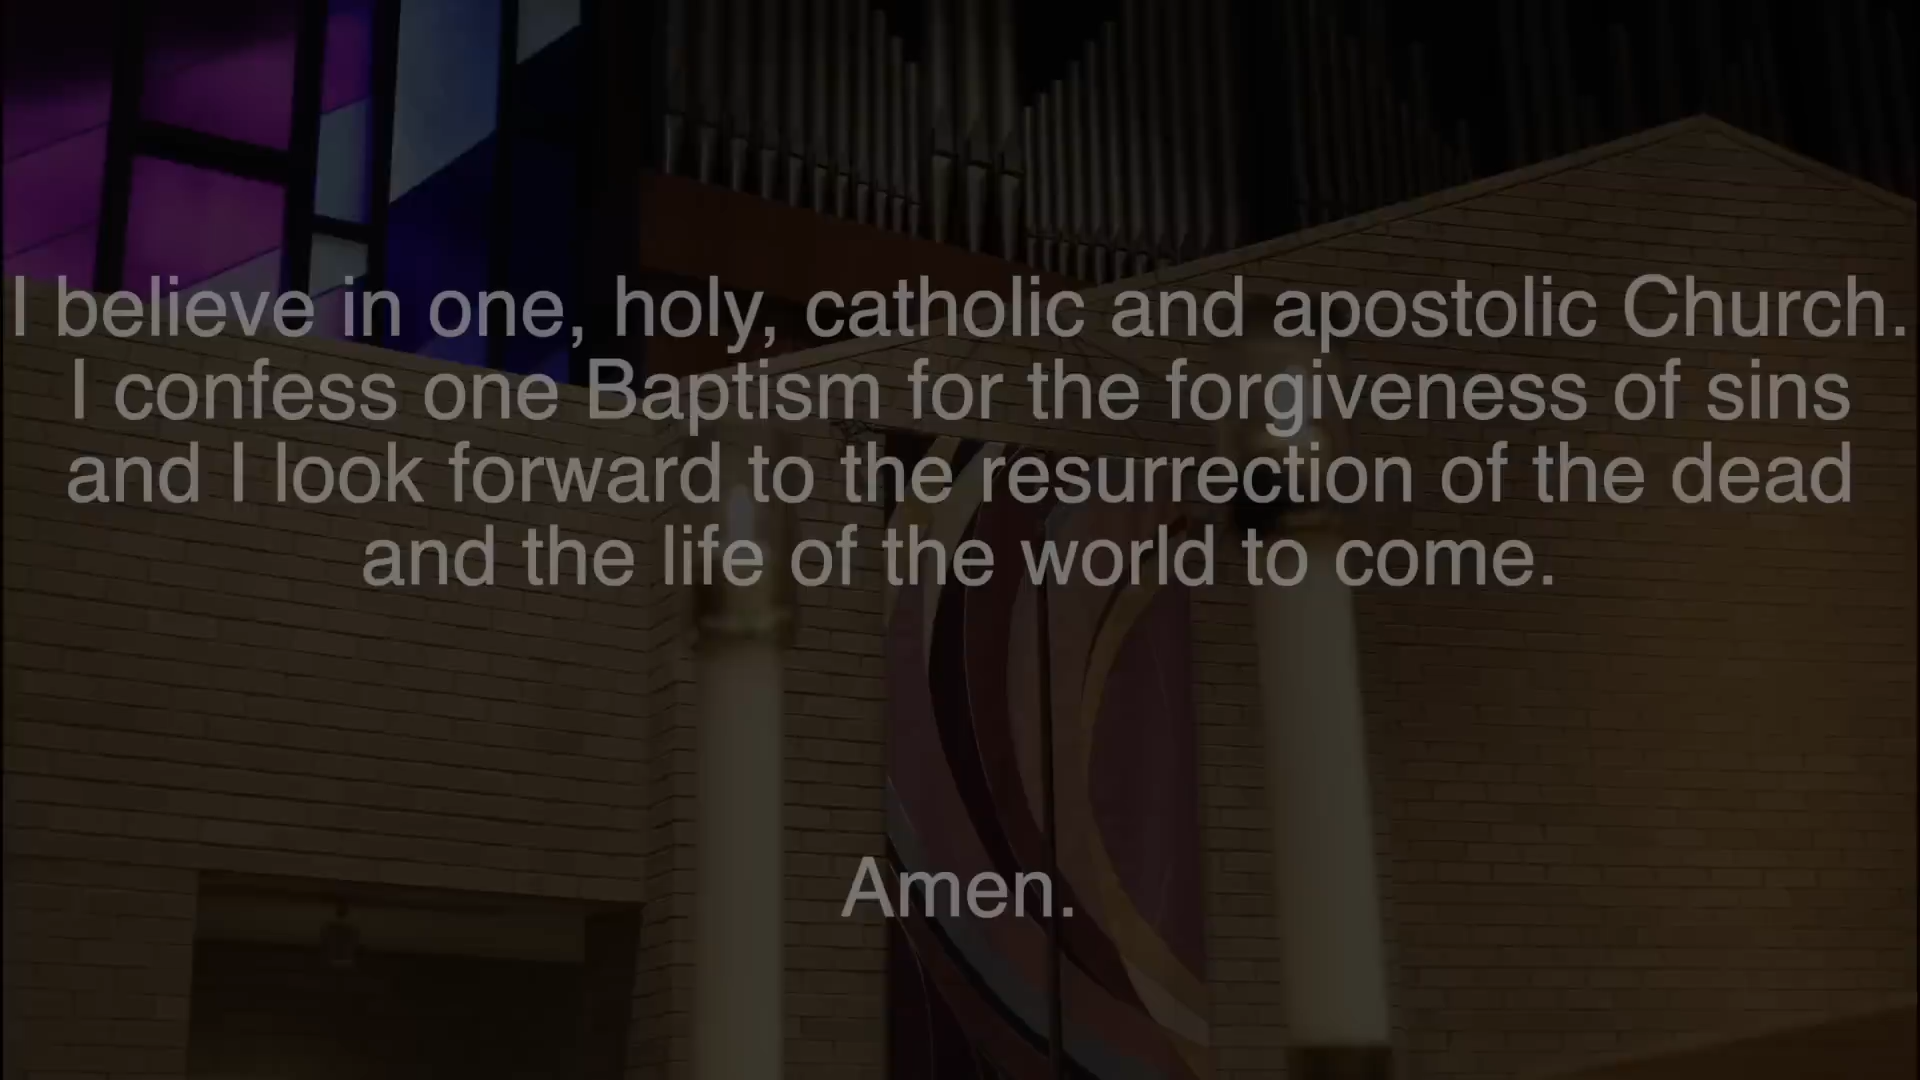 I believe in one, holy, catholic and apostolic Church.
I confess one Baptism for the forgiveness of sins
and I look forward to the resurrection of the dead
and the life of the world to come.
Amen.